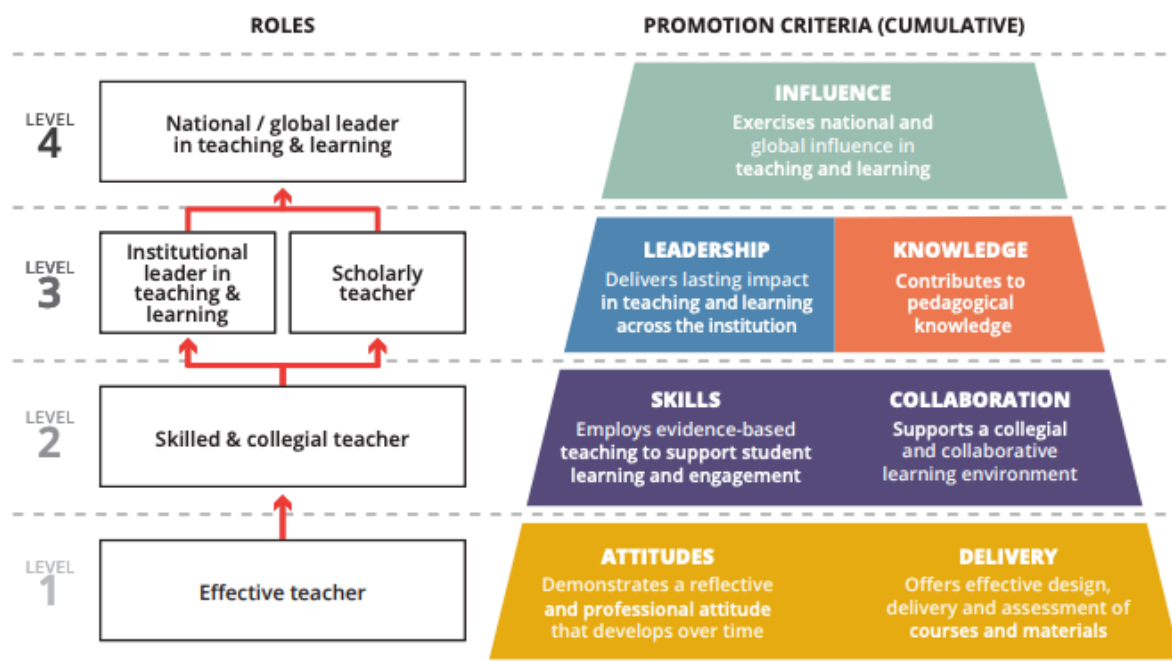 ROLES
PROMOTION CRITERIA (CUMULATIVE)
LEVEL
4
National / global leader
in teaching & learning
INFLUENCE
Exercises national and
global influence in
teaching and learning
LEVEL
3
Institutional
leader in
teaching &
learning
Scholarly
teacher
LEADERSHIP
Delivers lasting impact
in teaching and learning
across the institution
KNOWLEDGE
Contributes to
pedagogical
knowledge
LEVEL
2
Skilled & collegial teacher
SKILLS
Employs evidence-based
teaching to support student
learning and engagement
COLLABORATION
Supports a collegial
and collaborative
learning environment
LEVEL
1
Effective teacher
ATTITUDES
Demonstrates a reflective
and professional attitude
that develops over time
DELIVERY
Offers effective design,
delivery and assessment of
courses and materials